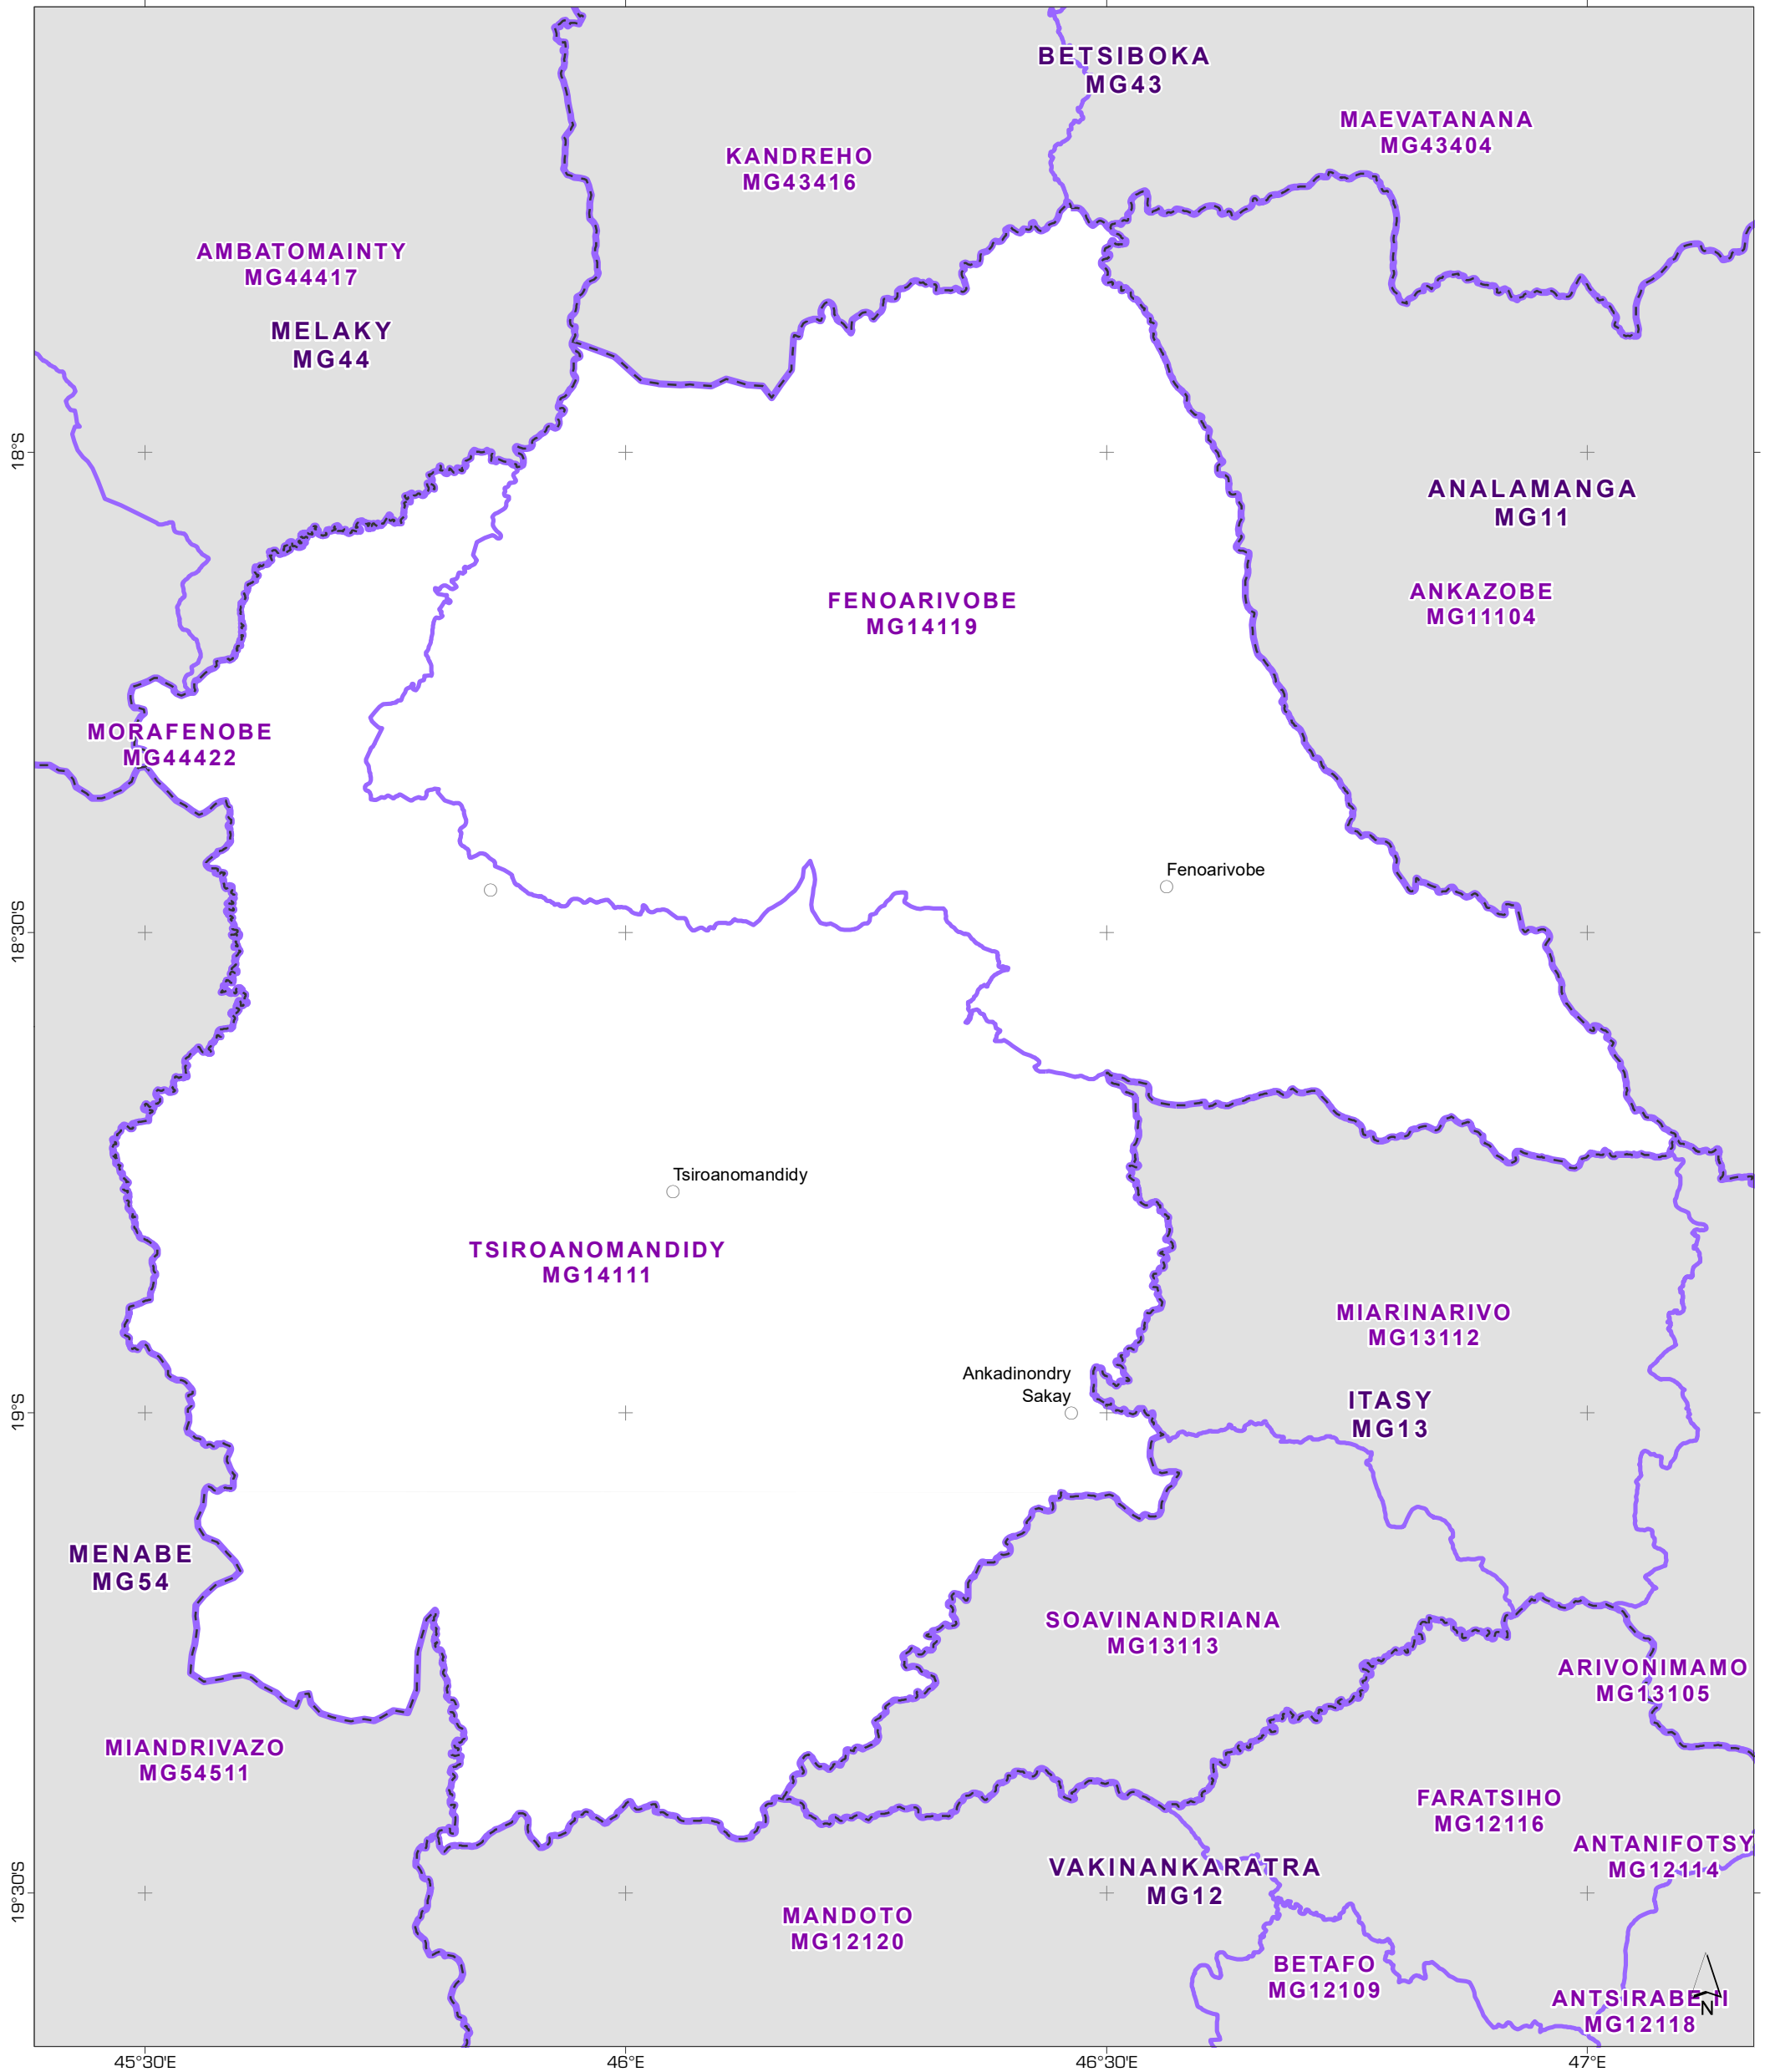 BETSIBOKA
MG43
MAEVATANANA
MG43404
KANDREHO
MG43416
AMBATOMAINTY
MG44417
MELAKY
MG44
18°S
ANALAMANGA
MG11
ANKAZOBE
MG11104
FENOARIVOBE
MG14119
MORAFENOBE
MG44422
Fenoarivobe
18°30'S
Tsiroanomandidy
TSIROANOMANDIDY
MG14111
MIARINARIVO
MG13112
Ankadinondry
Sakay
ITASY
MG13
19°S
MENABE
MG54
SOAVINANDRIANA
MG13113
ARIVONIMAMO
MG13105
MIANDRIVAZO
MG54511
FARATSIHO
MG12116
ANTANIFOTSY
MG12114
VAKINANKARATRA
MG12
19°30'S
MANDOTO
MG12120
BETAFO
MG12109
ANTSIRABE II
MG12118
N
45°30'E 46°E 46°30'E 47°E